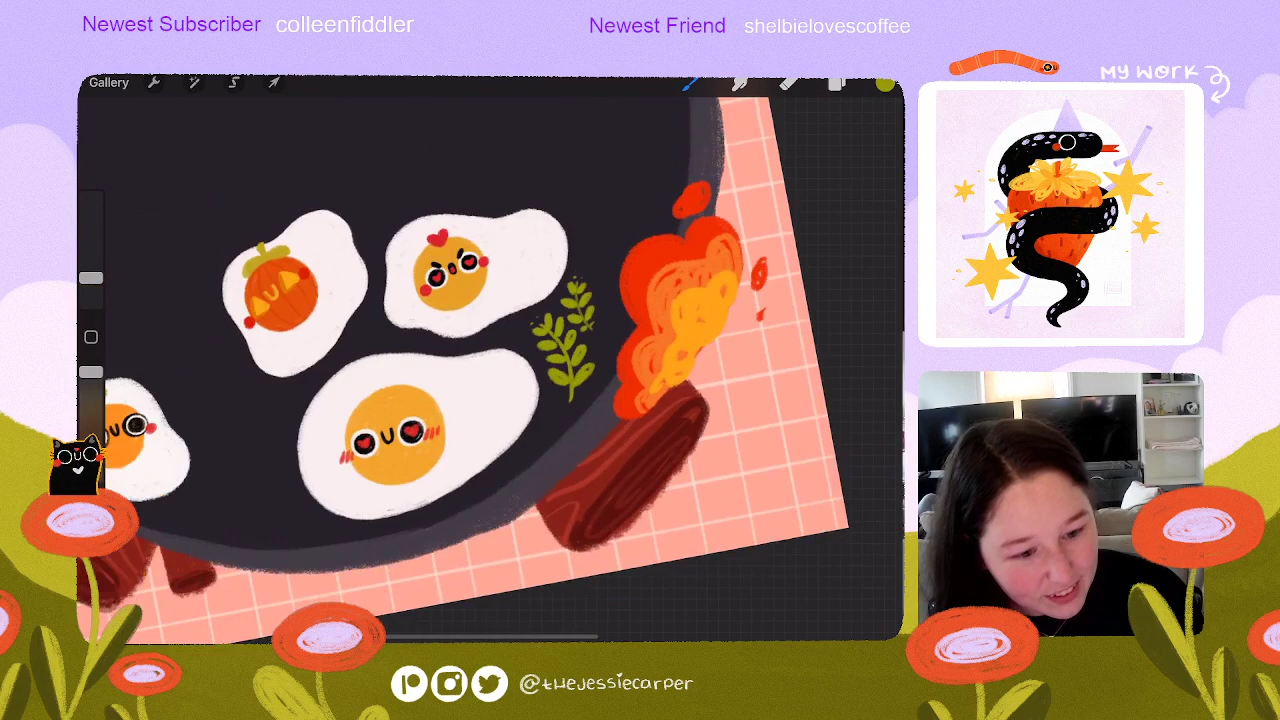 Newest Subscriber colleenfiddler
Newest Friend shelbielovescoffee
MY WORK
Gallery
@tHeJessiecarper